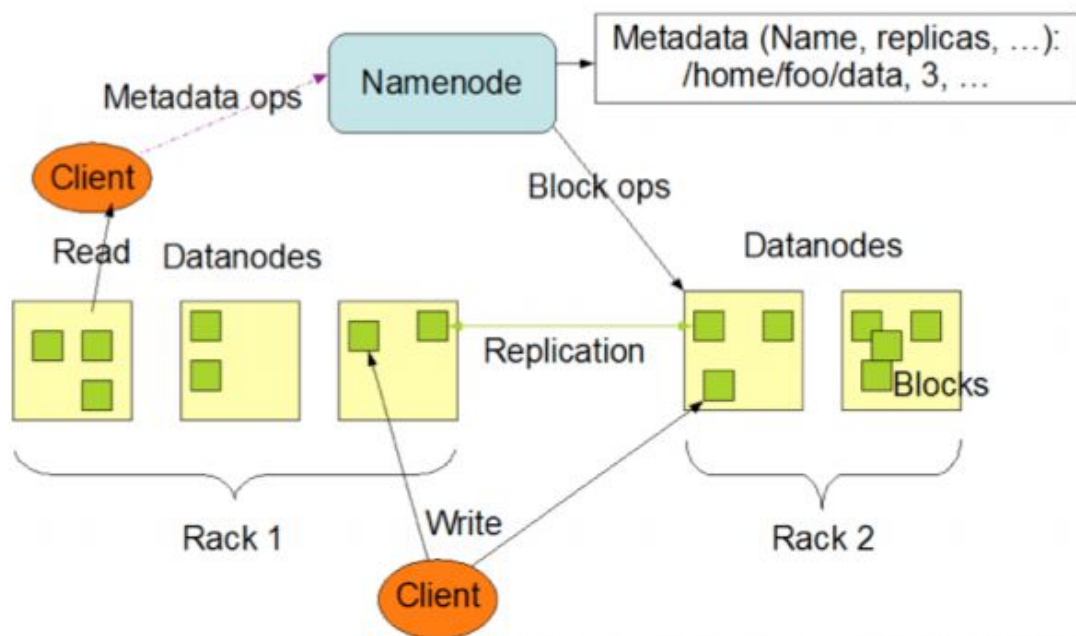 Metadata (Name, replicas, ...):
/home/foo/data, 3, ...
Namenode
Metadata ops
Client
Block ops
Read
Datanodes
Datanodes
Replication
Blocks
Rack 1
Write
Rack 2
Client